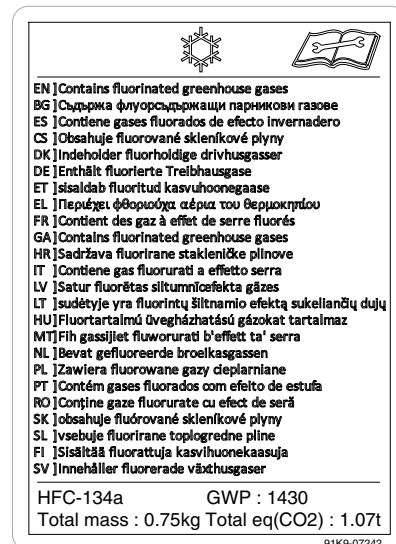 EN ]Contains fluorinated greenhouse gases
BG ]Съдържа флуорсъдържащи парникови газове
ES ]Contiene gases fluorados de efecto invernadero
CS ]Obsahuje fluorované skleníkové plyny
DK ]Indeholder fluorholdige drivhusgasser
DE ]Enthält fluorierte Treibhausgase
ET ]sisaldab fluoritud kasvuhoonegaase
EL ]Περιέχει φθοριούχα αέρια του θερμοκηπίου
FR ]Contient des gaz à effet de serre fluorés
GA]Contains fluorinated greenhouse gases
HR]Sadržava fluorirane stakleničke plinove
IT ]Contiene gas fluorurati a effetto serra
LV ]Satur fluorētas siltumnīcefekta gāzes
LT ]sudėtyje yra fluorintų šiltnamio efektą sukeliančių dujų
HU]Fluortartalmú üvegházhatású gázokat tartalmaz
MT]Fih gassijiet fluworurati b'effett ta' serra
NL ]Bevat gefluoreerde broeikasgassen
PL ]Zawiera fluorowane gazy cieplarniane
PT ]Contém gases fluorados com efeito de estufa
RO]Conține gaze fluorurate cu efect de seră
SK ]obsahuje fluórované skleníkové plyny
SL ]vsebuje fluorirane toplogredne pline
FI ]Sisältää fluorattuja kasvihuonekaasuja
SV ]Innehåller fluorerade växthusgaser
HFC-134a GWP : 1430
Total mass : 0.75kg Total eq(CO2) : 1.07t
91K9-07242